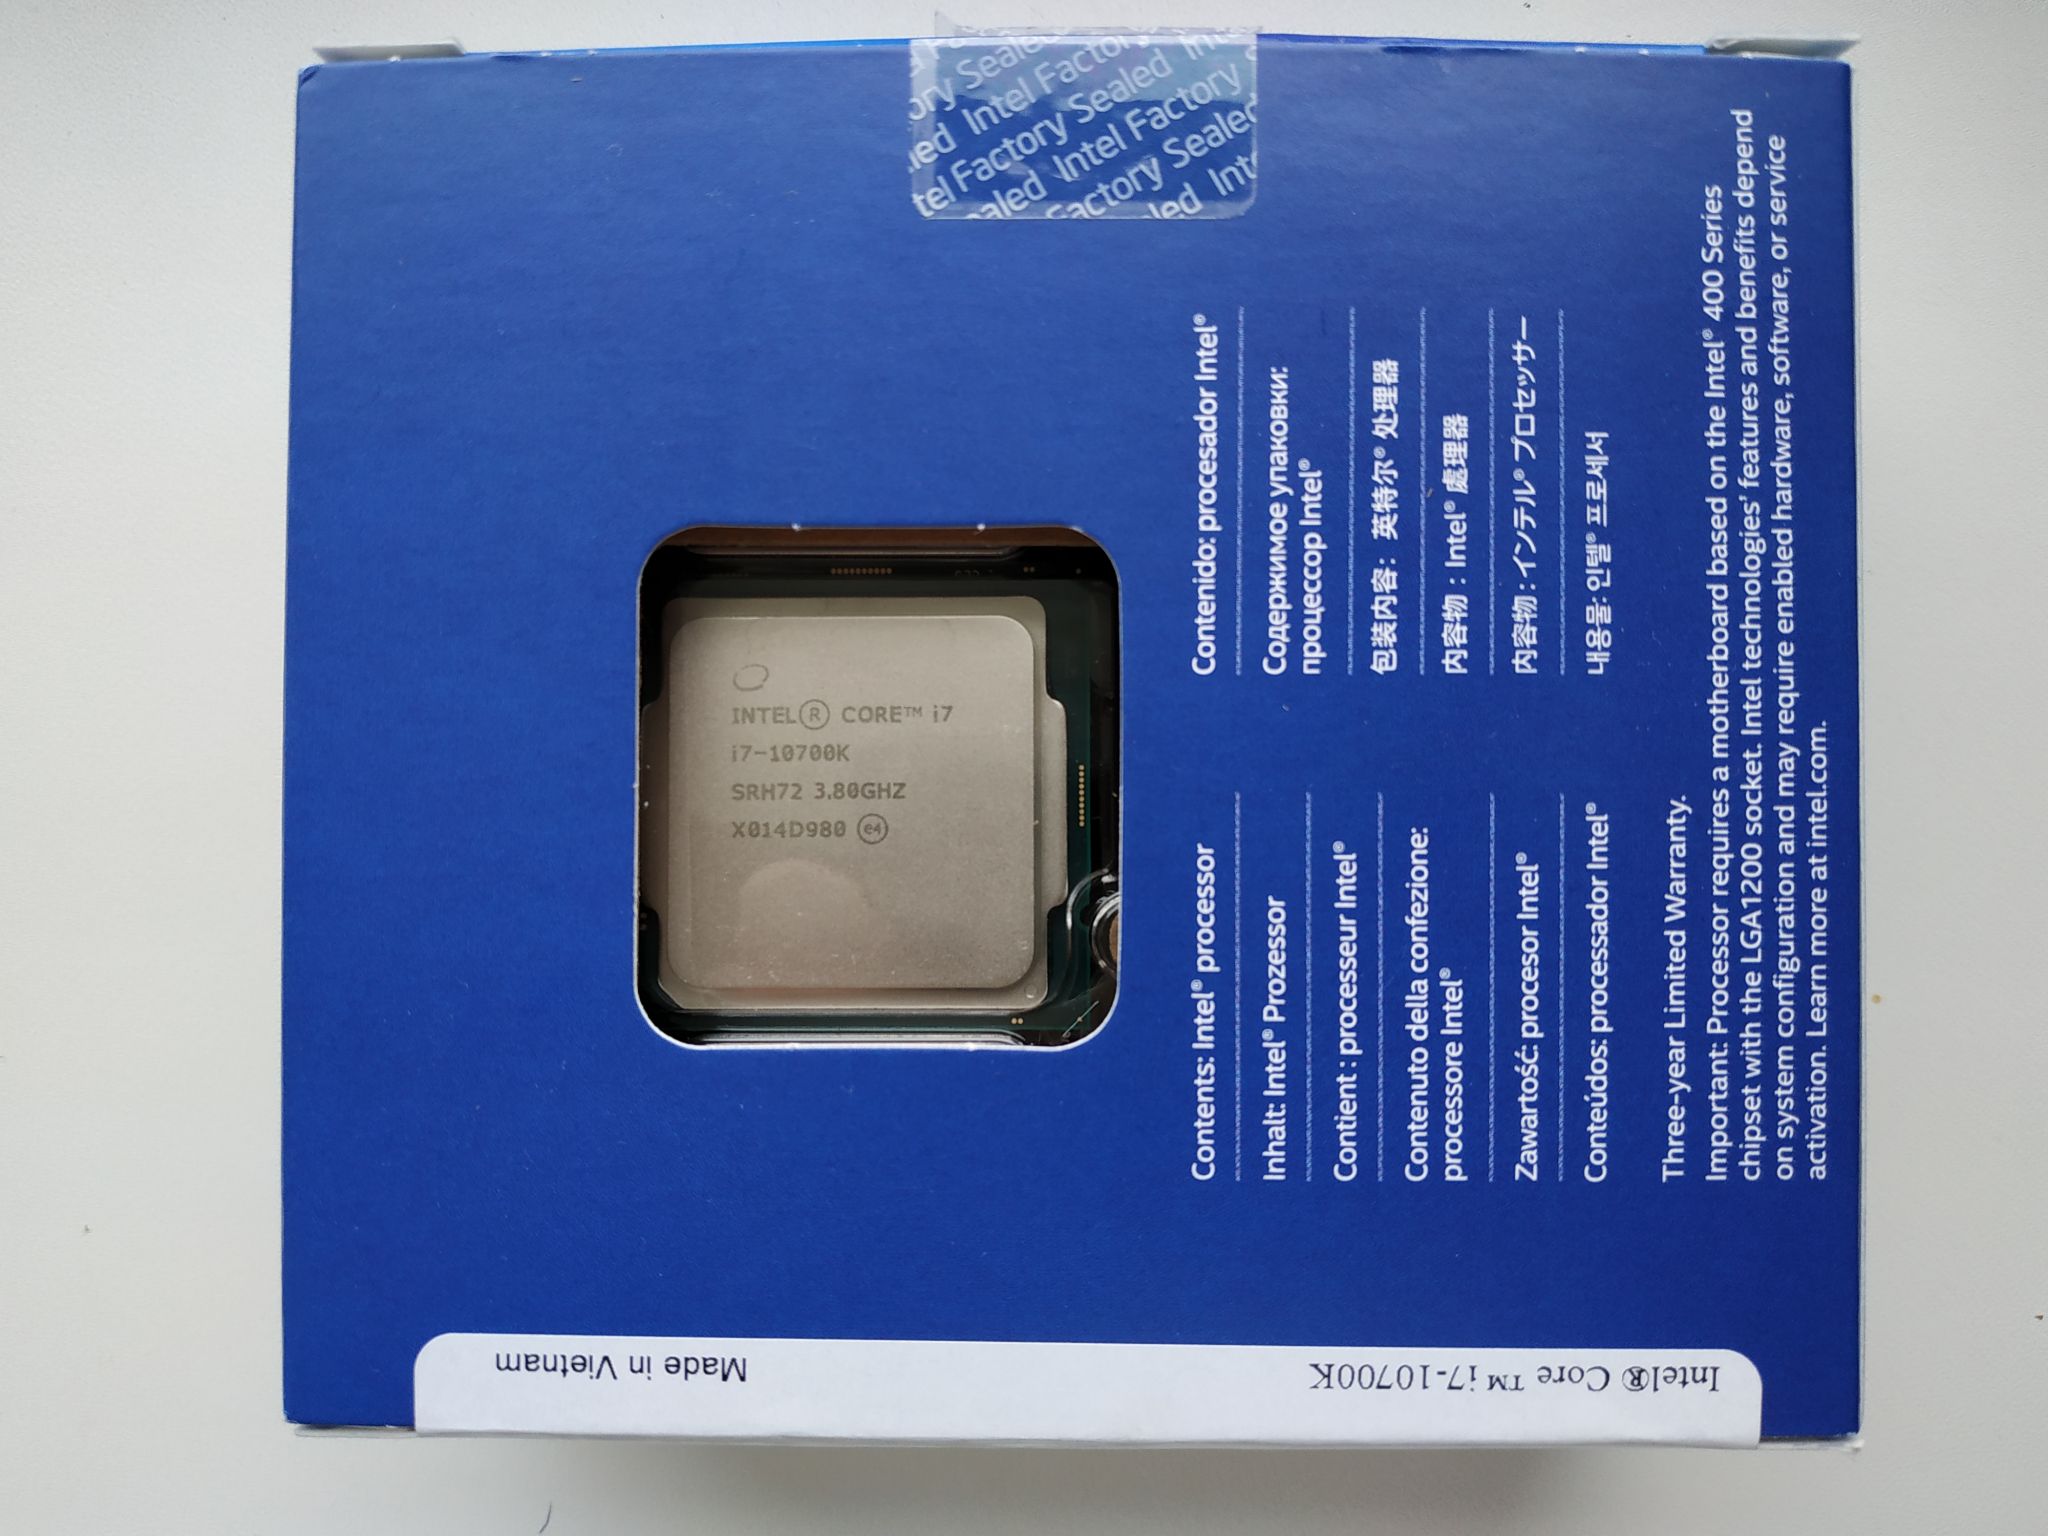 Intel Factory Sealed
INTEL® CORE™ i7
i7-10700K
SRH72 3.80GHZ
X014D980 e4
Contents: Intel® processor
Inhalt: Intel® Prozessor
Contient : processeur Intel®
Contenuto della confezione:
processore Intel®
Zawartość: procesor Intel®
Conteúdos: processador Intel®
Contenido: procesador Intel®
Содержимое упаковки:
процессор Intel®
包装内容: 英特尔® 处理器
内容物 : Intel® 處理器
内容物 : インテル® プロセッサー
내용물: 인텔® 프로세서
Three-year Limited Warranty.
Important: Processor requires a motherboard based on the Intel® 400 Series
chipset with the LGA1200 socket. Intel technologies’ features and benefits depend
on system configuration and may require enabled hardware, software, or service
activation. Learn more at intel.com.
Intel® Core ™ i7-10700K
Made in Vietnam